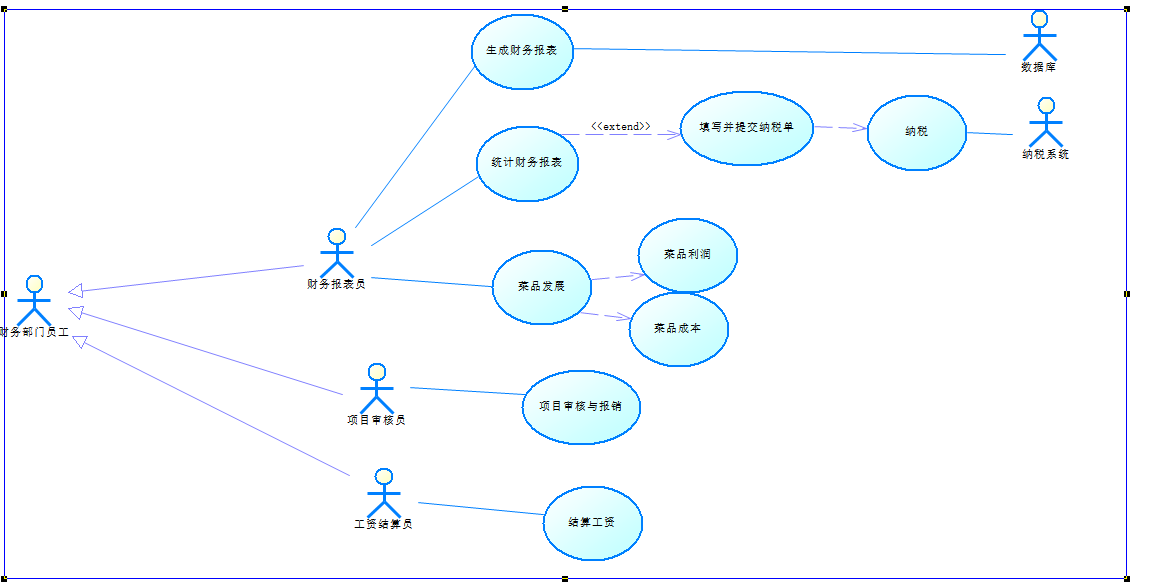 生成财务报表
数据库
<<extend>>
填写并提交纳税单
纳税
纳税系统
统计财务报表
菜品利润
财务报表员
菜品发展
财务部门员工
菜品成本
项目审核员
项目审核与报销
工资结算员
结算工资